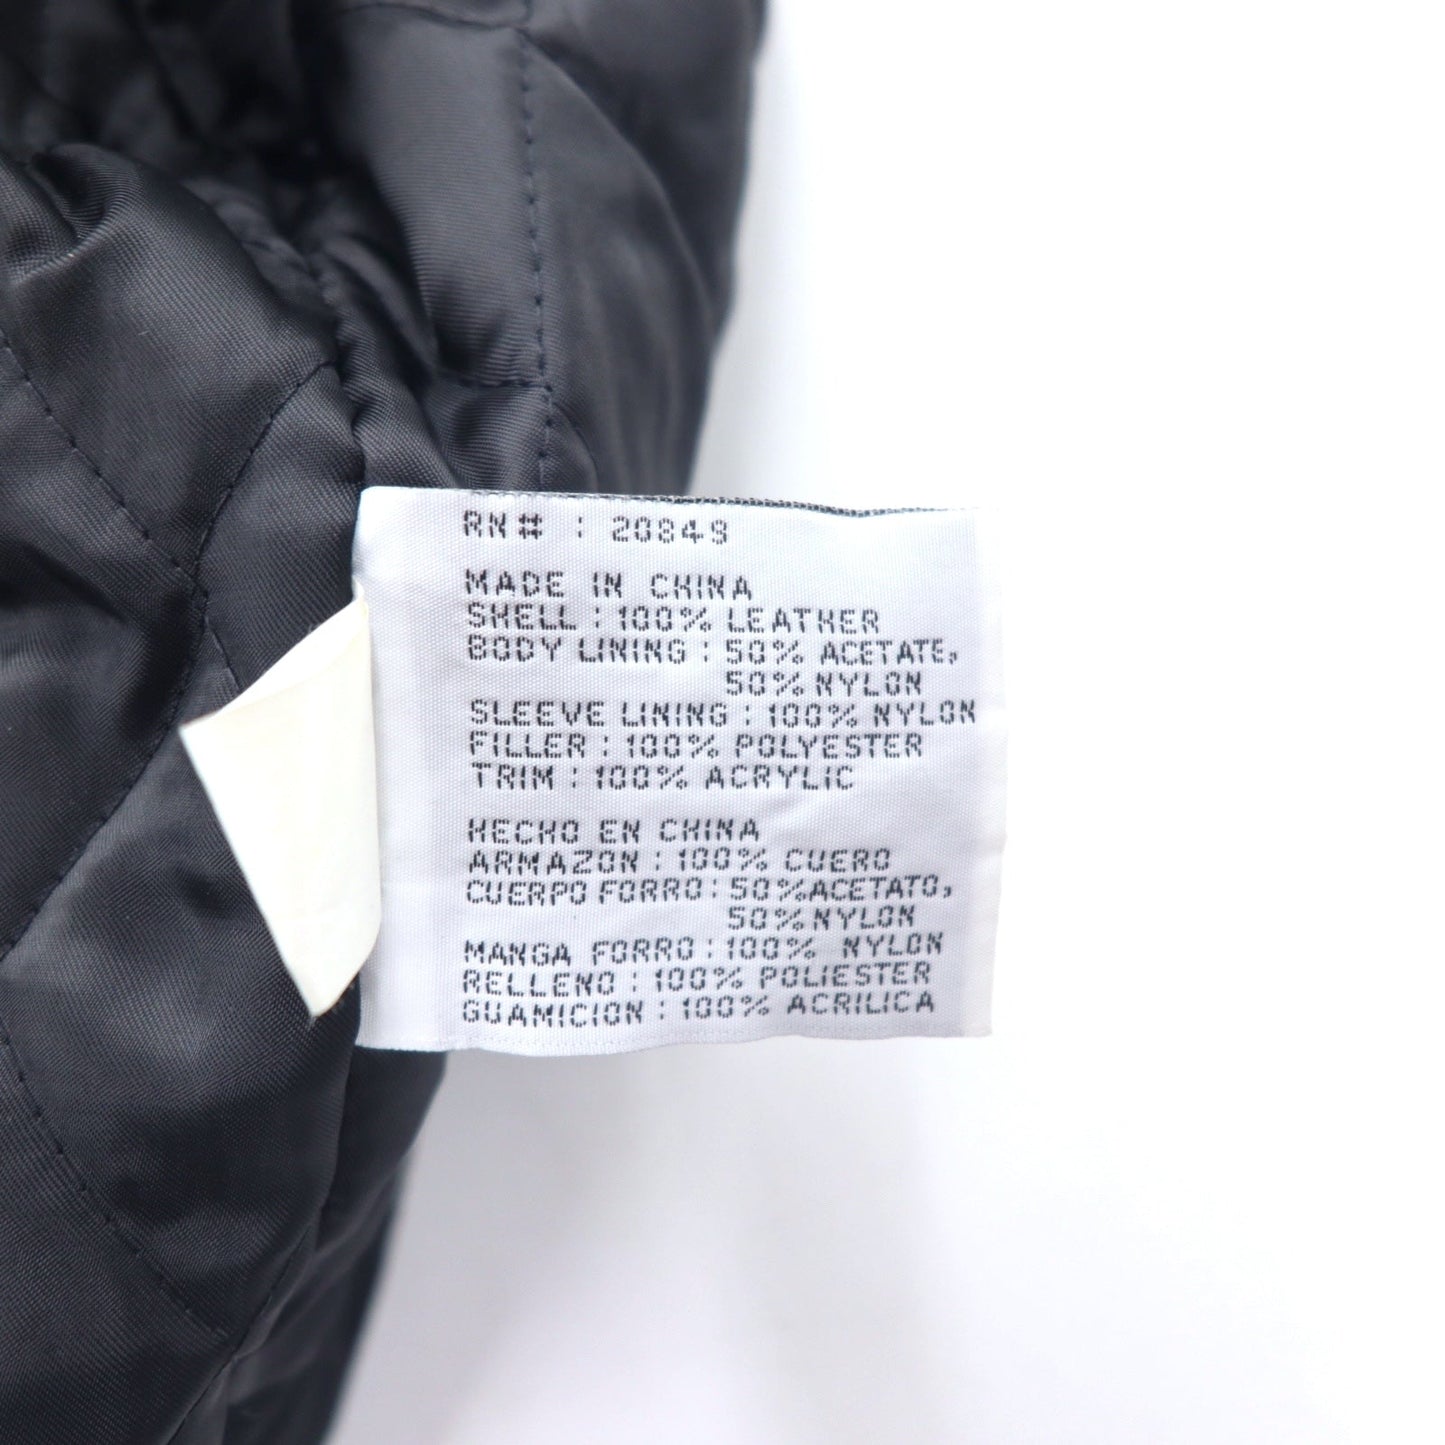 RN# : 20849
MADE IN CHINA
SHELL : 100% LEATHER
BODY LINING : 50% ACETATE,
50% NYLON
SLEEVE LINING : 100% NYLON
FILLER : 100% POLYESTER
TRIM : 100% ACRYLIC
HECHO EN CHINA
ARMAZON : 100% CUERO
CUERPO FORRO : 50% ACETATO,
50% NYLON
MANGA FORRO : 100% NYLON
RELLENO : 100% POLIESTER
GUAMICION : 100% ACRILICA